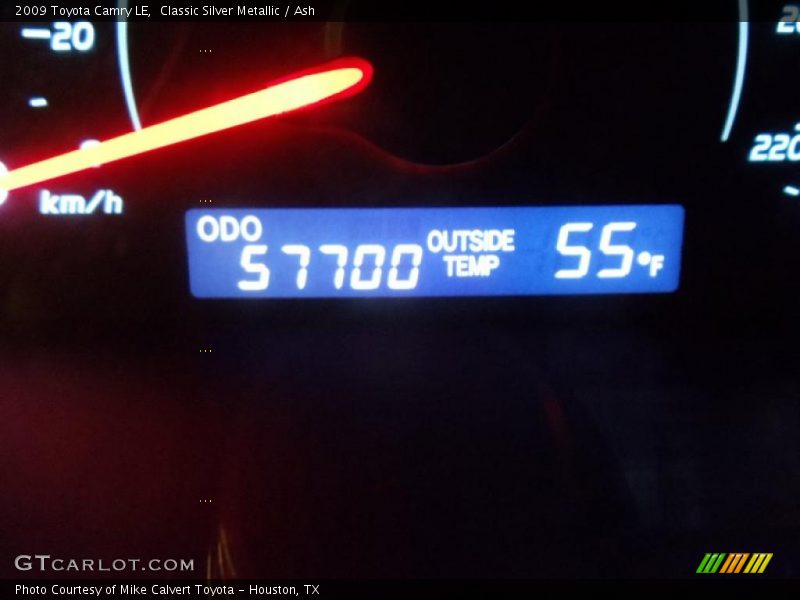 2009 Toyota Camry LE,  Classic Silver Metallic / Ash
20
20
220
km/h
ODO
57700
OUTSIDE
TEMP
55°F
GTCARLOT.COM
Photo Courtesy of Mike Calvert Toyota - Houston, TX